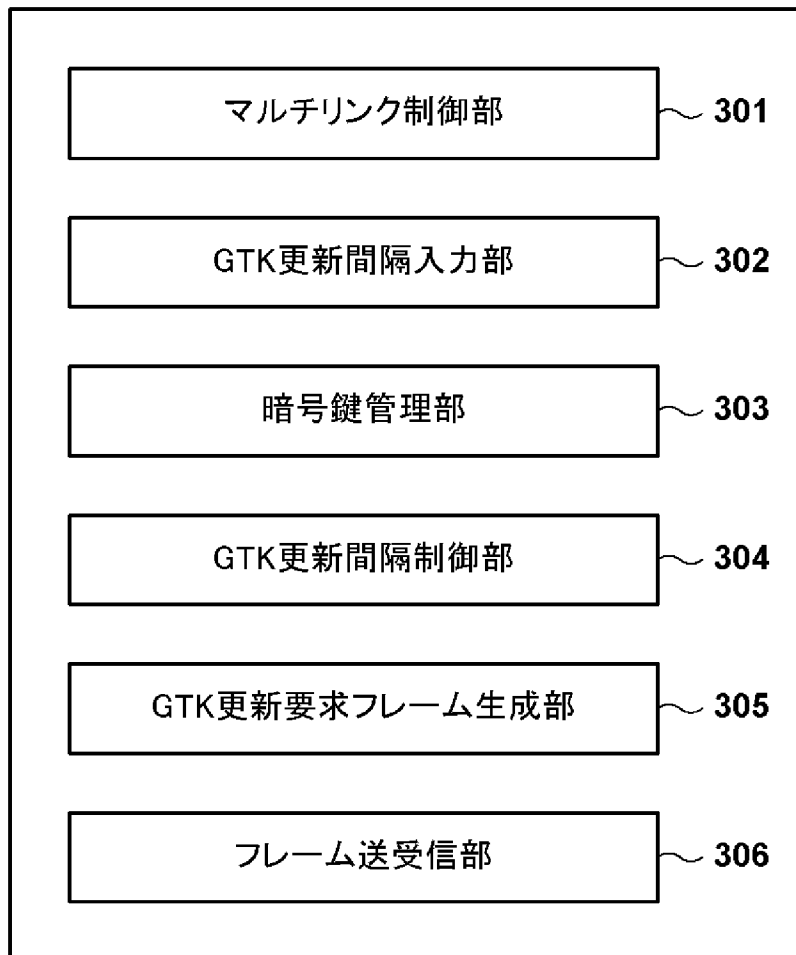 マルチリンク制御部 301
GTK更新間隔入力部 302
暗号鍵管理部 303
GTK更新間隔制御部 304
GTK更新要求フレーム生成部 305
フレーム送受信部 306